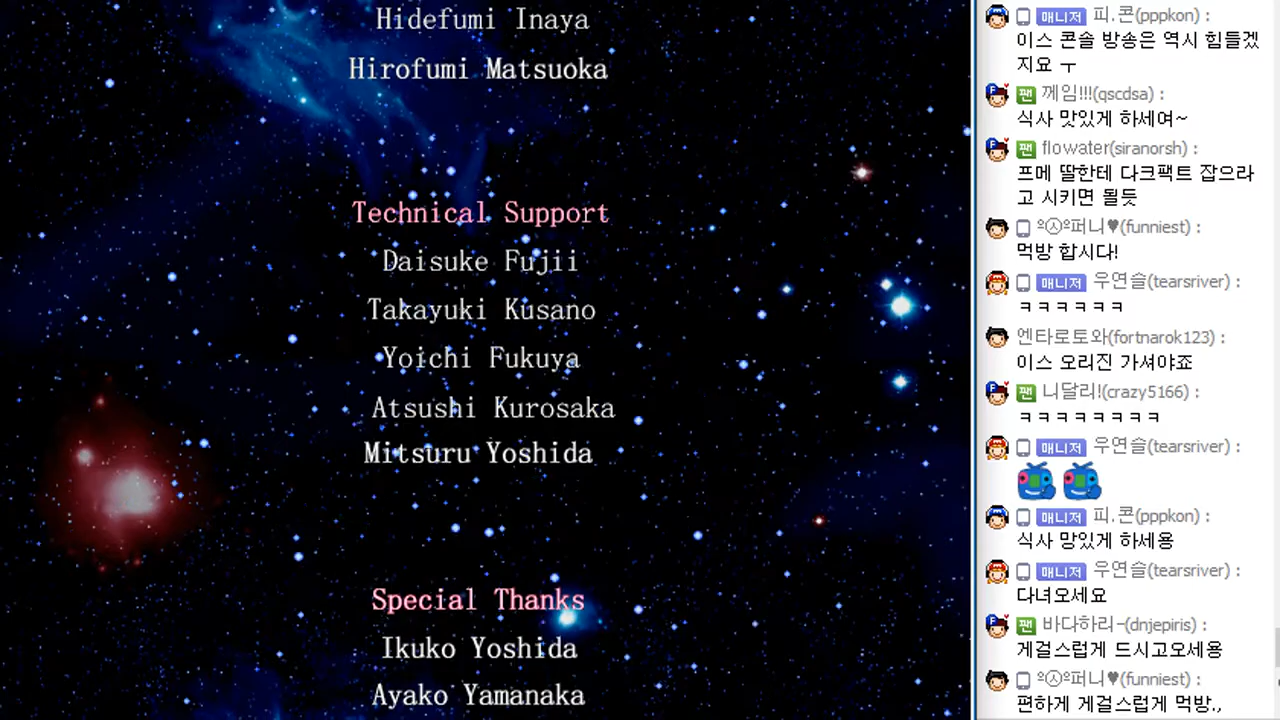 Hidefumi Inaya
Hirofumi Matsuoka
Technical Support
Daisuke Fujii
Takayuki Kusano
Yoichi Fukuya
Atsushi Kurosaka
Mitsuru Yoshida
Special Thanks
Ikuko Yoshida
Ayako Yamanaka
매니저 피.콘(pppkon) :
이스 콘솔 방송은 역시 힘들겠
지요 ㅜ
팬 께임!!!(qscdsa) :
식사 맛있게 하세여~
팬 flowater(siranorsh) :
프메 딸한테 다크팩트 잡으라
고 시키면 될듯
º㉦º퍼니♥(funniest) :
먹방 합시다!
매니저 우연슬(tearsriver) :
ㅋㅋㅋㅋㅋㅋ
엔타로토와(fortnarok123) :
이스 오리진 가셔야죠
팬 니달리!(crazy5166) :
ㅋㅋㅋㅋㅋㅋㅋㅋ
매니저 우연슬(tearsriver) :
매니저 피.콘(pppkon) :
식사 망있게 하세용
매니저 우연슬(tearsriver) :
다녀오세요
팬 바다하리-(dnjepiris) :
게걸스럽게 드시고오세용
º㉦º퍼니♥(funniest) :
편하게 게걸스럽게 먹방.,